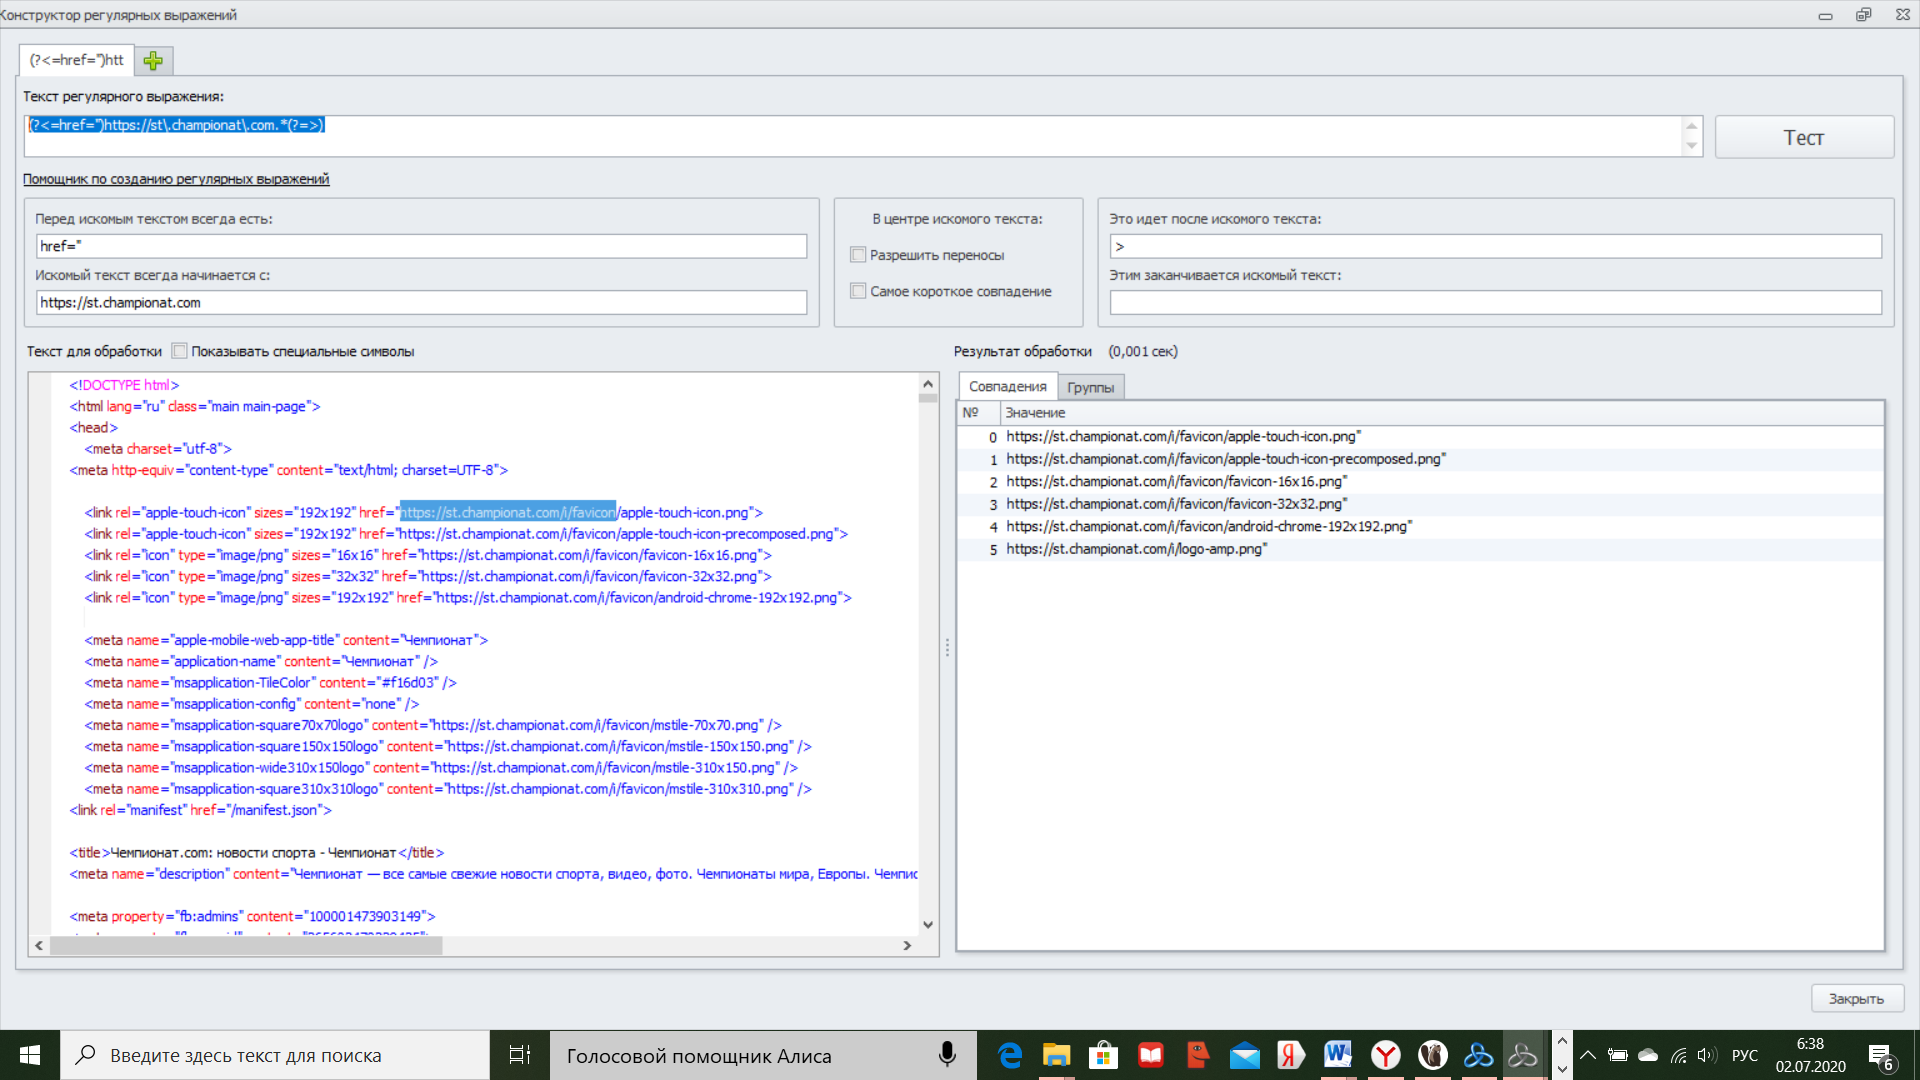 Конструктор регулярных выражений
(?<=href=")htt
Текст регулярного выражения:
(?<=href=")https://st\.championat\.com.*(?=>)
Тест
Помощник по созданию регулярных выражений
Перед искомым текстом всегда есть:
href="
Искомый текст всегда начинается с:
https://st.championat.com
В центре искомого текста:
Разрешить переносы
Самое короткое совпадение
Это идет после искомого текста:
>
Этим заканчивается искомый текст:
Текст для обработки
Показывать специальные символы
<!DOCTYPE html>
<html lang="ru" class="main main-page">
<head>
<meta charset="utf-8">
<meta http-equiv="content-type" content="text/html; charset=UTF-8">
<link rel="apple-touch-icon" sizes="192x192" href="https://st.championat.com/i/favicon/apple-touch-icon.png">
<link rel="apple-touch-icon" sizes="192x192" href="https://st.championat.com/i/favicon/apple-touch-icon-precomposed.png">
<link rel="icon" type="image/png" sizes="16x16" href="https://st.championat.com/i/favicon/favicon-16x16.png">
<link rel="icon" type="image/png" sizes="32x32" href="https://st.championat.com/i/favicon/favicon-32x32.png">
<link rel="icon" type="image/png" sizes="192x192" href="https://st.championat.com/i/favicon/android-chrome-192x192.png">
<meta name="apple-mobile-web-app-title" content="Чемпионат">
<meta name="application-name" content="Чемпионат" />
<meta name="msapplication-TileColor" content="#f16d03" />
<meta name="msapplication-config" content="none" />
<meta name="msapplication-square70x70logo" content="https://st.championat.com/i/favicon/mstile-70x70.png" />
<meta name="msapplication-square150x150logo" content="https://st.championat.com/i/favicon/mstile-150x150.png" />
<meta name="msapplication-wide310x150logo" content="https://st.championat.com/i/favicon/mstile-310x150.png" />
<meta name="msapplication-square310x310logo" content="https://st.championat.com/i/favicon/mstile-310x310.png" />
<link rel="manifest" href="/manifest.json">
<title>Чемпионат.com: новости спорта - Чемпионат</title>
<meta name="description" content="Чемпионат — все самые свежие новости спорта, видео, фото. Чемпионаты мира, Европы. Чемпис
<meta property="fb:admins" content="100001473903149">
Результат обработки (0,001 сек)
Совпадения
Группы
№ Значение
0 https://st.championat.com/i/favicon/apple-touch-icon.png"
1 https://st.championat.com/i/favicon/apple-touch-icon-precomposed.png"
2 https://st.championat.com/i/favicon/favicon-16x16.png"
3 https://st.championat.com/i/favicon/favicon-32x32.png"
4 https://st.championat.com/i/favicon/android-chrome-192x192.png"
5 https://st.championat.com/i/logo-amp.png"
Закрыть
Введите здесь текст для поиска
Голосовой помощник Алиса
РУС
6:38
02.07.2020
6